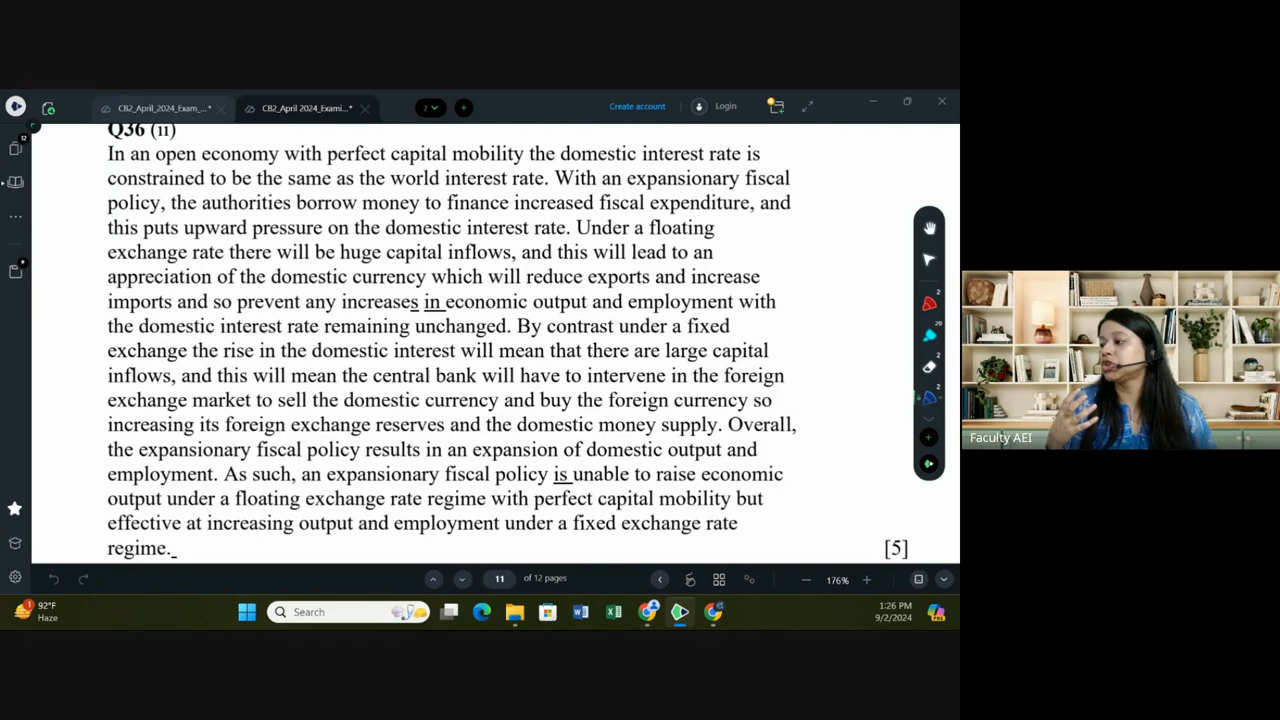 CB2_April_2024_Exam_...*
CB2_April 2024_Exami...*
2
Create account
Login
12
Q36 (11)
In an open economy with perfect capital mobility the domestic interest rate is
constrained to be the same as the world interest rate. With an expansionary fiscal
policy, the authorities borrow money to finance increased fiscal expenditure, and
this puts upward pressure on the domestic interest rate. Under a floating
exchange rate there will be huge capital inflows, and this will lead to an
appreciation of the domestic currency which will reduce exports and increase
imports and so prevent any increases in economic output and employment with
the domestic interest rate remaining unchanged. By contrast under a fixed
exchange the rise in the domestic interest will mean that there are large capital
inflows, and this will mean the central bank will have to intervene in the foreign
exchange market to sell the domestic currency and buy the foreign currency so
increasing its foreign exchange reserves and the domestic money supply. Overall,
the expansionary fiscal policy results in an expansion of domestic output and
employment. As such, an expansionary fiscal policy is unable to raise economic
output under a floating exchange rate regime with perfect capital mobility but
effective at increasing output and employment under a fixed exchange rate
regime. [5]
2
20
2
2
Faculty AEI
11 of 12 pages
176%
1
92°F
Haze
Search
1:26 PM
9/2/2024